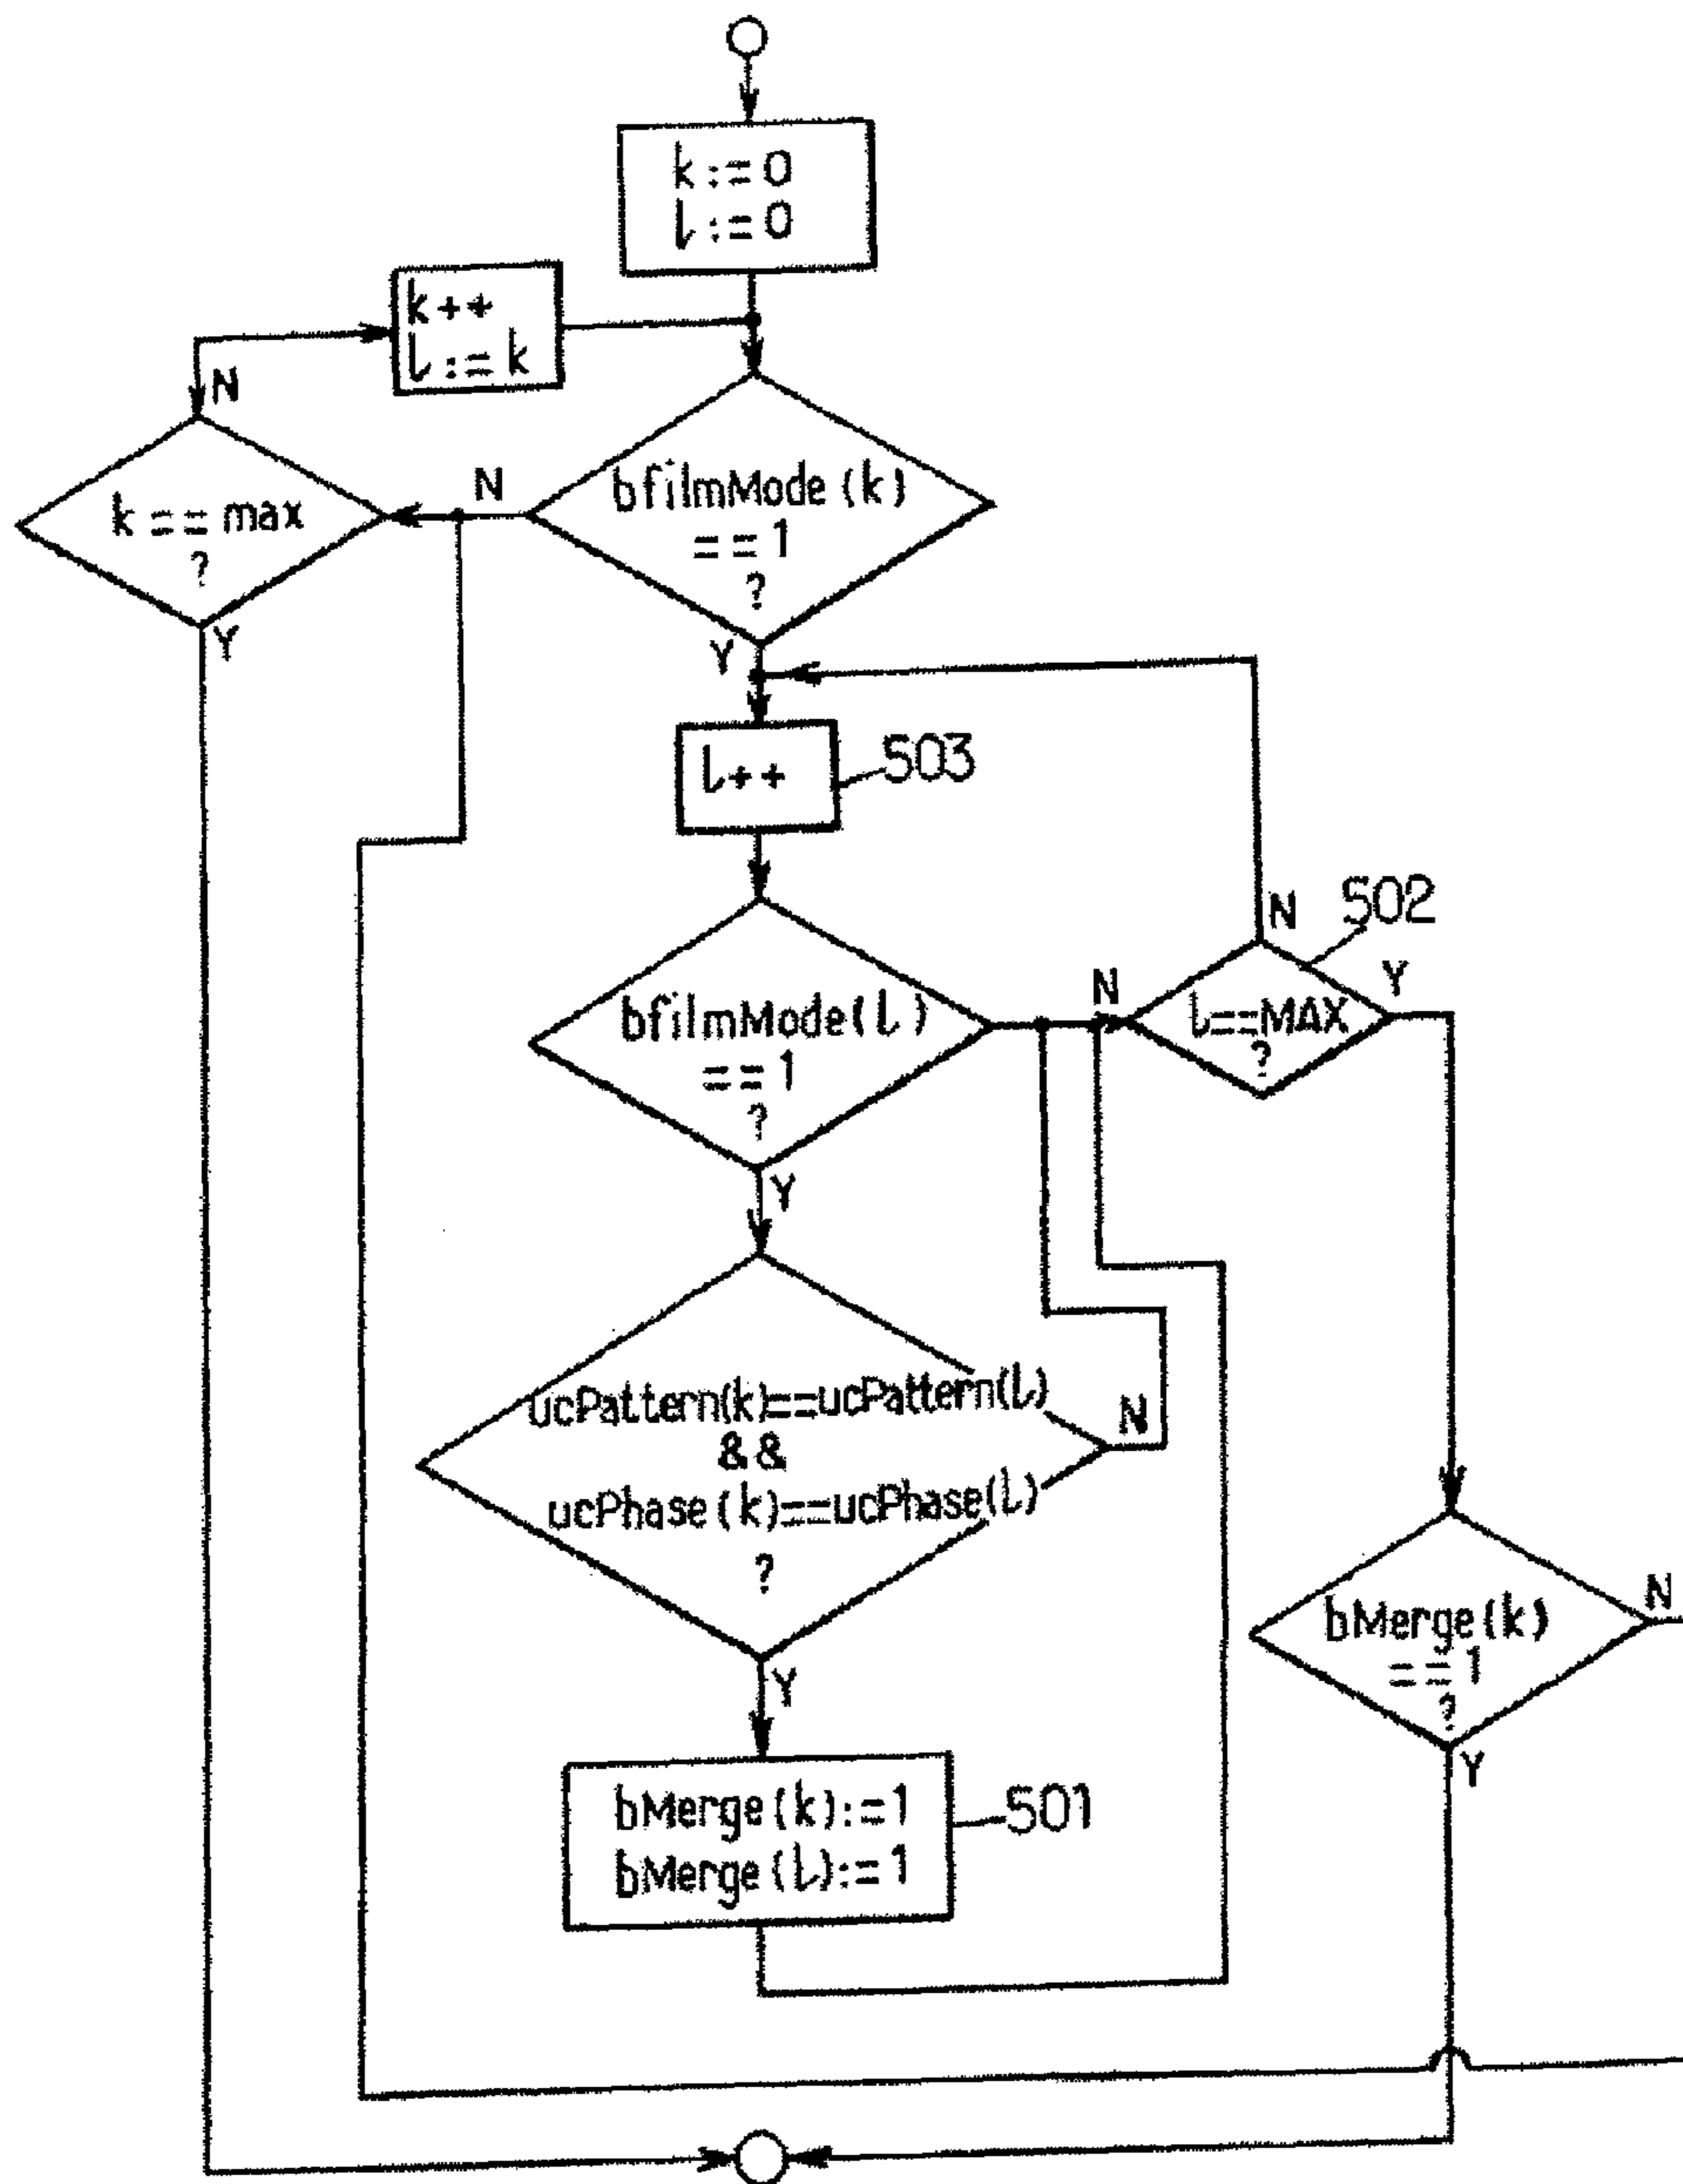 k := 0
l := 0
k++
l := k
N
k == max
?
Y
N
bfilmMode (k)
== 1
?
Y
l++
503
bfilmMode( l )
== 1
?
N
Y
N
502
l==MAX
?
Y
ucPattern(k)==ucPattern(l)
&&
ucPhase (k)==ucPhase(l)
?
N
Y
bMerge (k)
== 1
?
N
Y
bMerge (k):=1
bMerge (l):=1
501